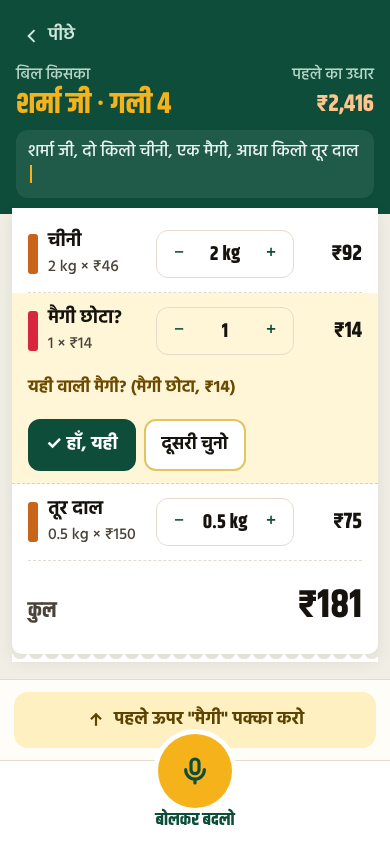 पीछे
बिल किसका
पहले का उधार
शर्मा जी · गली 4
₹2,416
शर्मा जी, दो किलो चीनी, एक मैगी, आधा किलो तूर दाल
चीनी
2 kg × ₹46
− 2 kg +
₹92
मैगी छोटा?
1 × ₹14
− 1 +
₹14
यही वाली मैगी? (मैगी छोटा, ₹14)
✓ हाँ, यही
दूसरी चुनो
तूर दाल
0.5 kg × ₹150
− 0.5 kg +
₹75
कुल
₹181
↑ पहले ऊपर "मैगी" पक्का करो
बोलकर बदलो